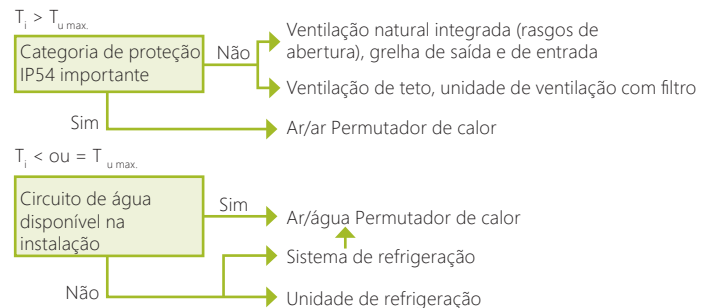 Tᵢ > Tᵤ ₘₐₓ.
Categoria de proteção
IP54 importante
Não
Ventilação natural integrada (rasgos de
abertura), grelha de saída e de entrada
Ventilação de teto, unidade de ventilação com filtro
Sim
Ar/ar Permutador de calor
Tᵢ < ou = T ᵤ ₘₐₓ.
Circuito de água
disponível na
instalação
Sim
Ar/água Permutador de calor
Sistema de refrigeração
Não
Unidade de refrigeração